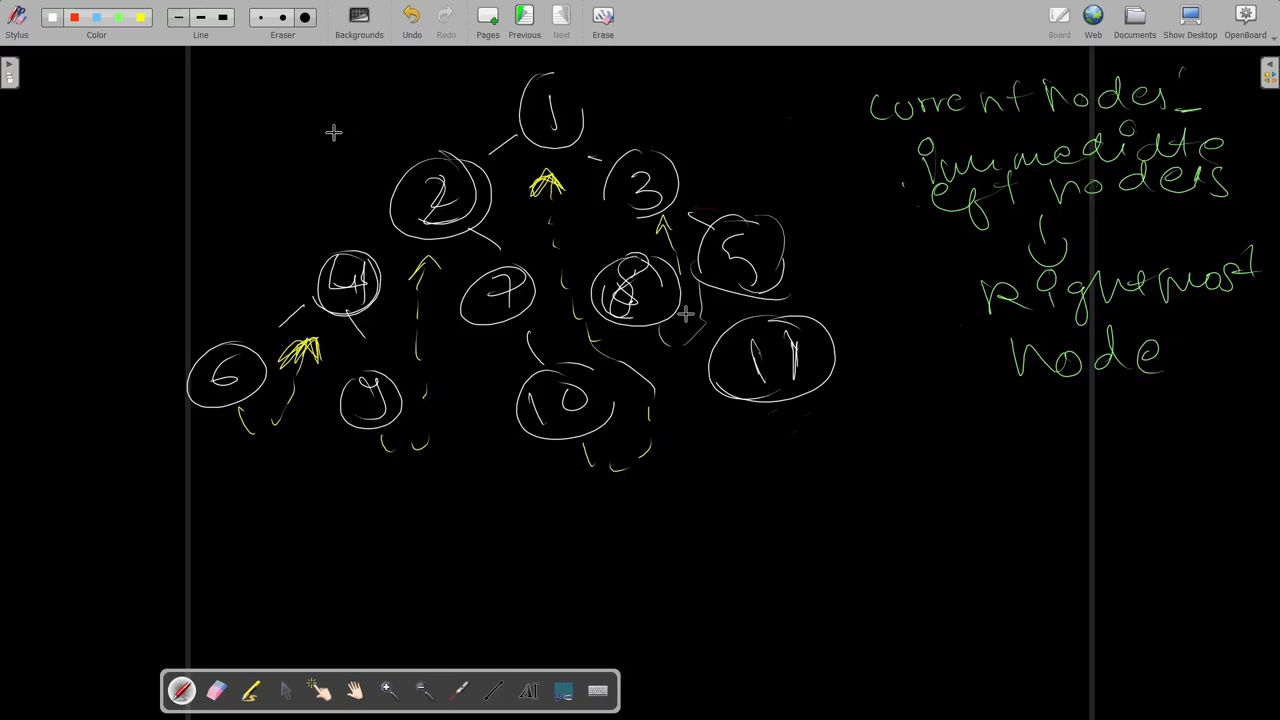 Stylus Color Line Eraser Backgrounds Undo Redo Pages Previous Next Erase Board Web Documents Show Desktop OpenBoard
current nodes'
immediate
left nodes
Rightmost
Node
1
2 3
4 7 8 5
6 9 10 11
AI